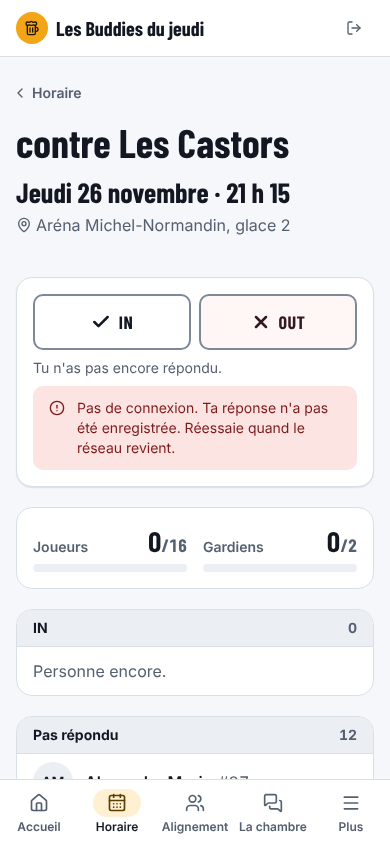 Les Buddies du jeudi
Horaire
contre Les Castors
Jeudi 26 novembre · 21 h 15
Aréna Michel-Normandin, glace 2
IN
OUT
Tu n'as pas encore répondu.
Pas de connexion. Ta réponse n'a pas
été enregistrée. Réessaie quand le
réseau revient.
Joueurs 0/16 Gardiens 0/2
IN 0
Personne encore.
Pas répondu 12
Accueil Horaire Alignement La chambre Plus